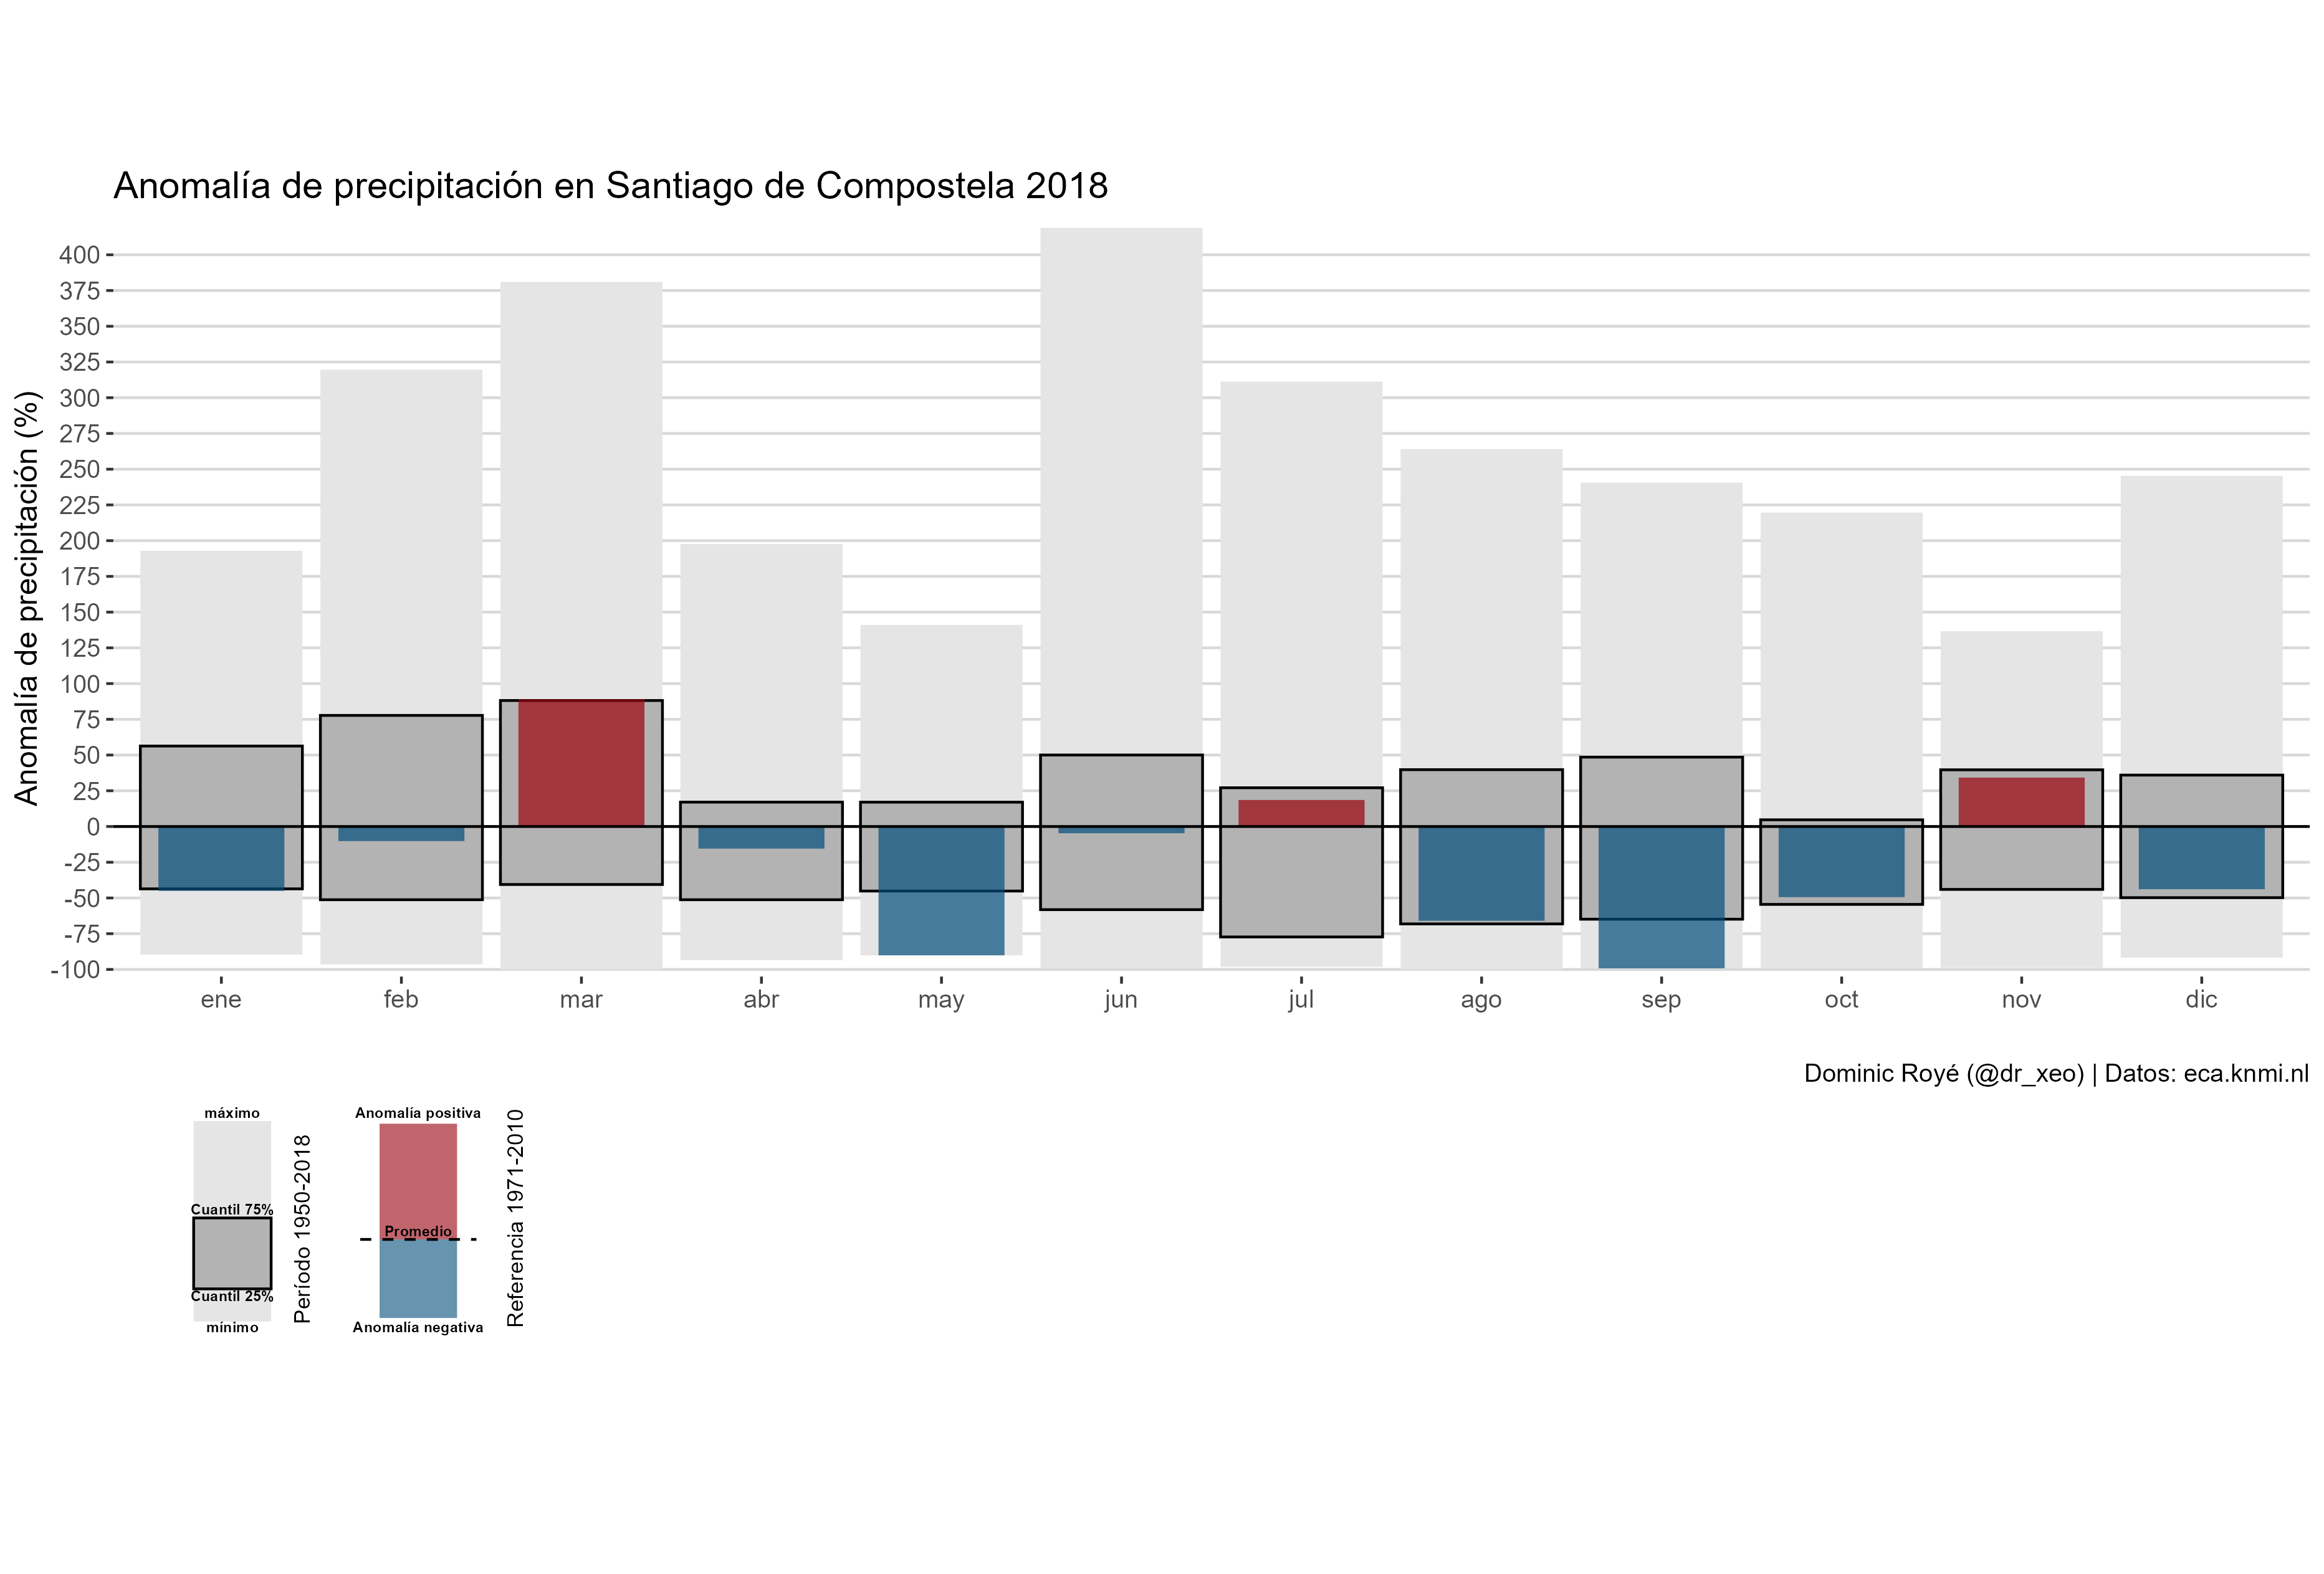 Anomalía de precipitación en Santiago de Compostela 2018
Anomalía de precipitación (%)
400
375
350
325
300
275
250
225
200
175
150
125
100
75
50
25
0
-25
-50
-75
-100
ene feb mar abr may jun jul ago sep oct nov dic
Dominic Royé (@dr_xeo) | Datos: eca.knmi.nl
máximo
Cuantil 75%
Cuantil 25%
mínimo
Período 1950-2018
Anomalía positiva
Promedio
Anomalía negativa
Referencia 1971-2010